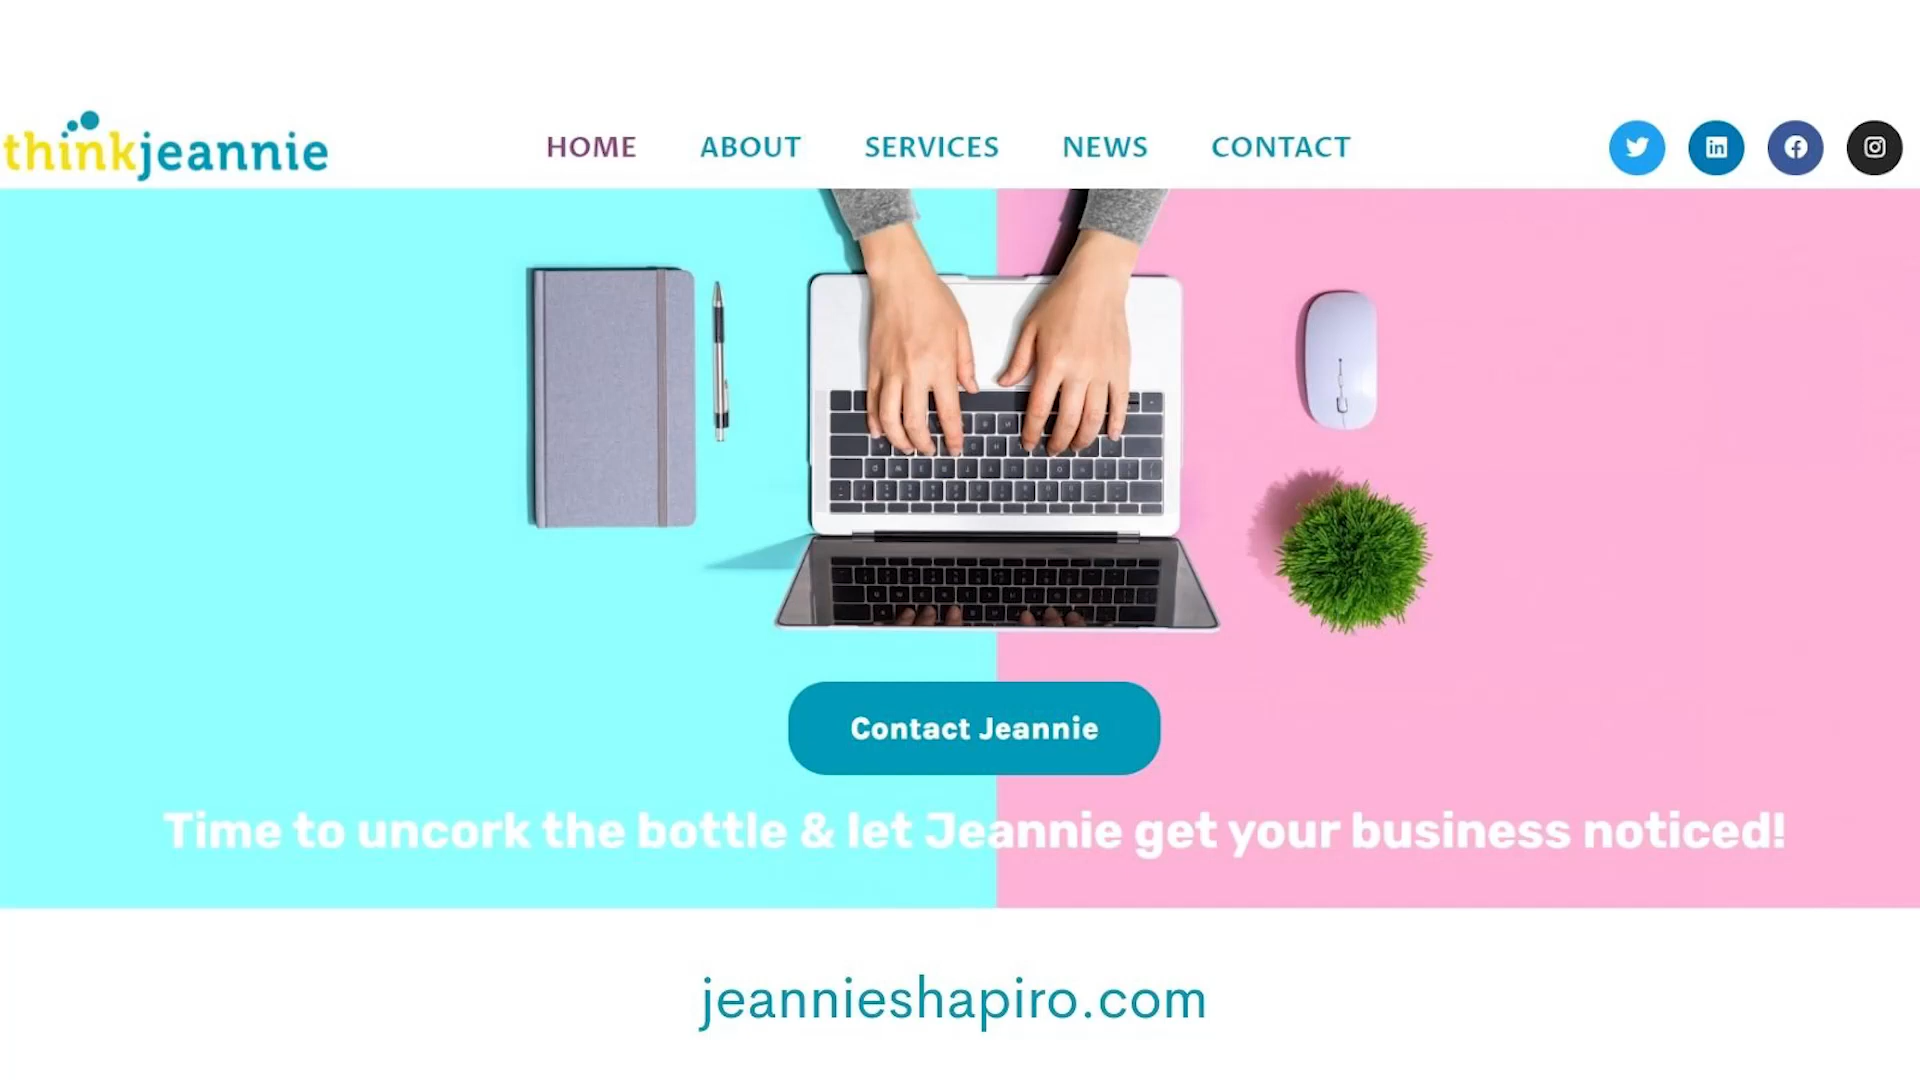 thinkjeannie
HOME ABOUT SERVICES NEWS CONTACT
Contact Jeannie
Time to uncork the bottle & let Jeannie get your business noticed!
jeannieshapiro.com